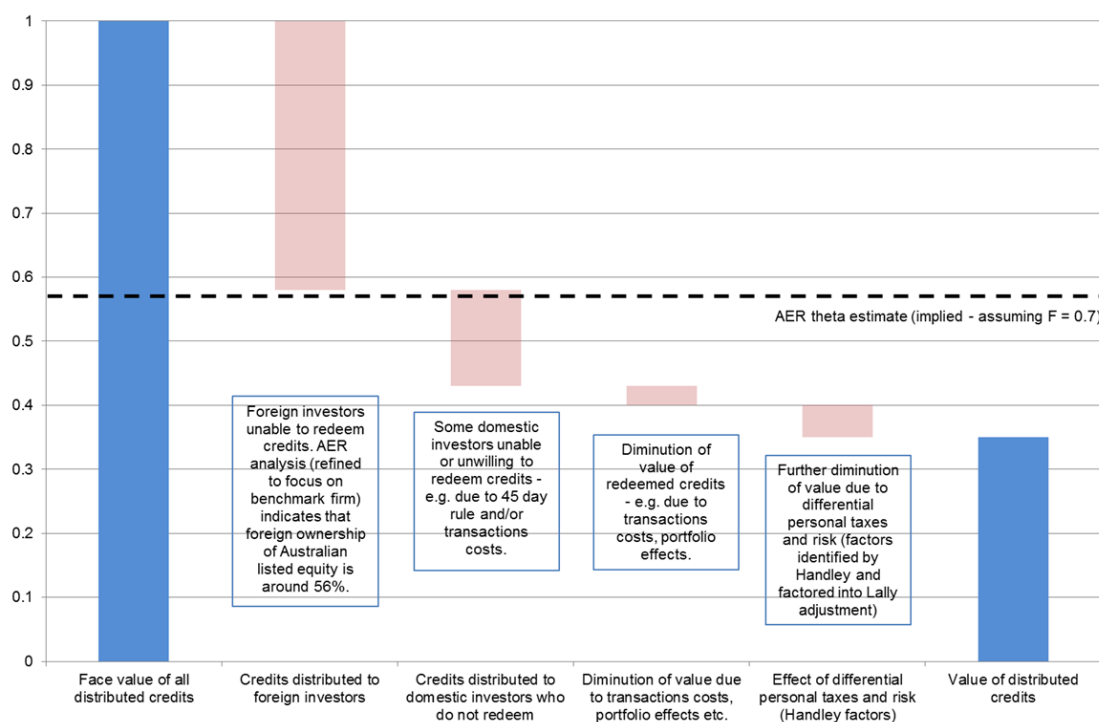 1
0.9
0.8
0.7
0.6
0.5
0.4
0.3
0.2
0.1
0
AER theta estimate (implied - assuming F = 0.7)
Foreign investors
unable to redeem
credits. AER
analysis (refined
to focus on
benchmark firm)
indicates that
foreign ownership
of Australian
listed equity is
around 56%.
Some domestic
investors unable
or unwilling to
redeem credits -
e.g. due to 45 day
rule and/or
transactions
costs.
Diminution of
value of
redeemed credits
- e.g. due to
transactions
costs, portfolio
effects.
Further diminution
of value due to
differential
personal taxes
and risk (factors
identified by
Handley and
factored into Lally
adjustment)
Face value of all
distributed credits
Credits distributed to
foreign investors
Credits distributed to
domestic investors who
do not redeem
Diminution of value due
to transactions costs,
portfolio effects etc.
Effect of differential
personal taxes and risk
(Handley factors)
Value of distributed
credits